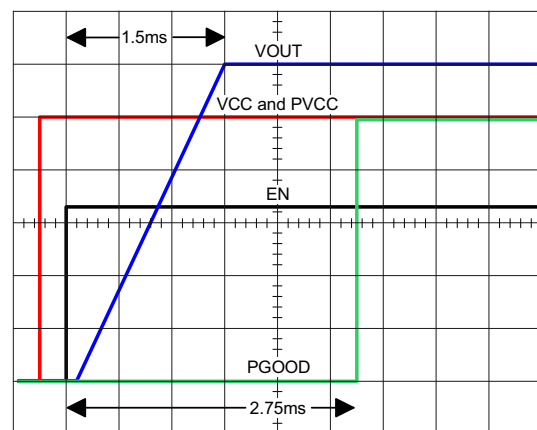 1.5ms
VOUT
VCC and PVCC
EN
PGOOD
2.75ms